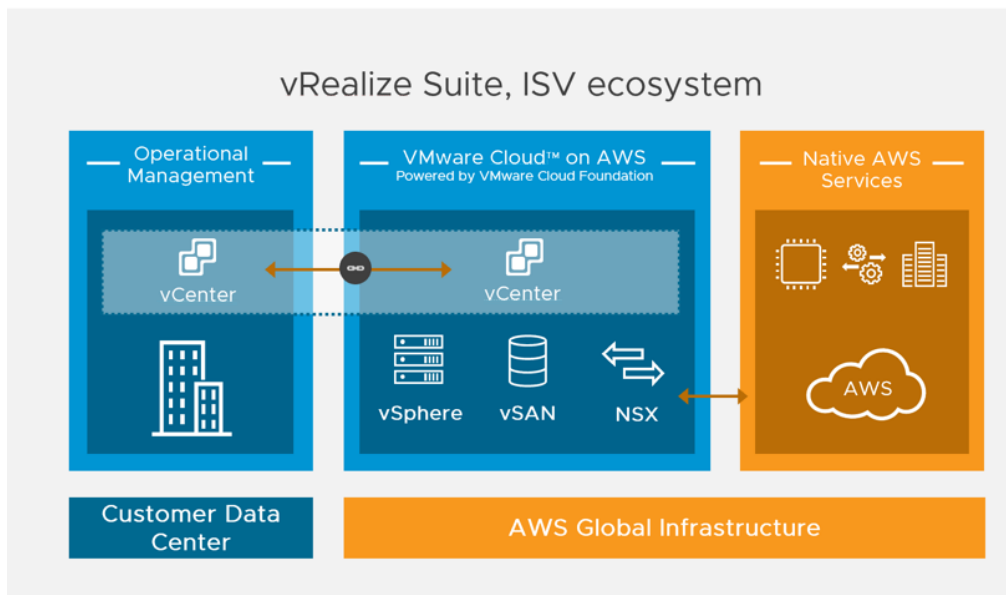 vRealize Suite, ISV ecosystem
Operational
Management
vCenter
VMware Cloud™ on AWS
Powered by VMware Cloud Foundation
vCenter
vSphere
vSAN
NSX
Native AWS
Services
AWS
Customer Data
Center
AWS Global Infrastructure